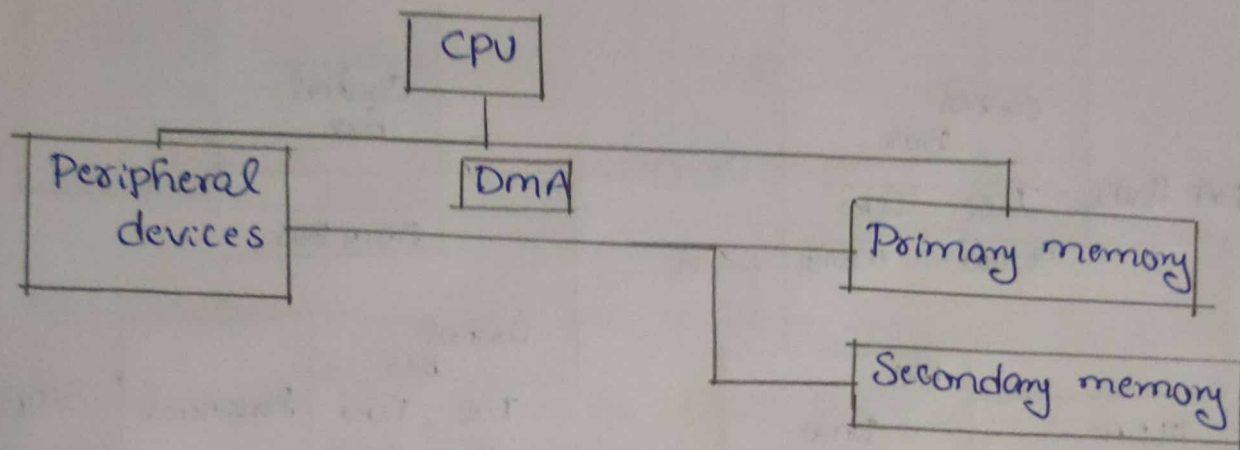 CPU
Peripheral
devices
DMA
Primary memory
Secondary memory